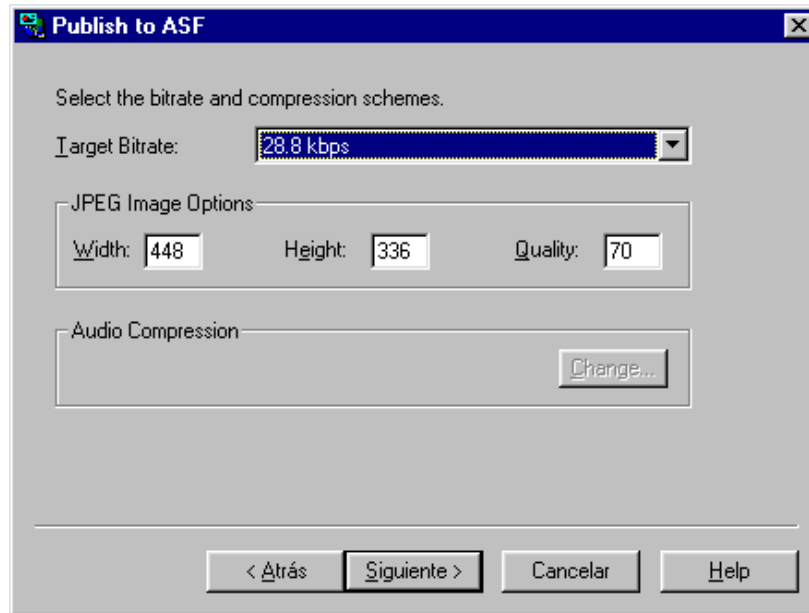 Publish to ASF
Select the bitrate and compression schemes.
Target Bitrate: 28.8 kbps
JPEG Image Options
Width: 448 Height: 336 Quality: 70
Audio Compression
Change...
< Atrás Siguiente > Cancelar Help